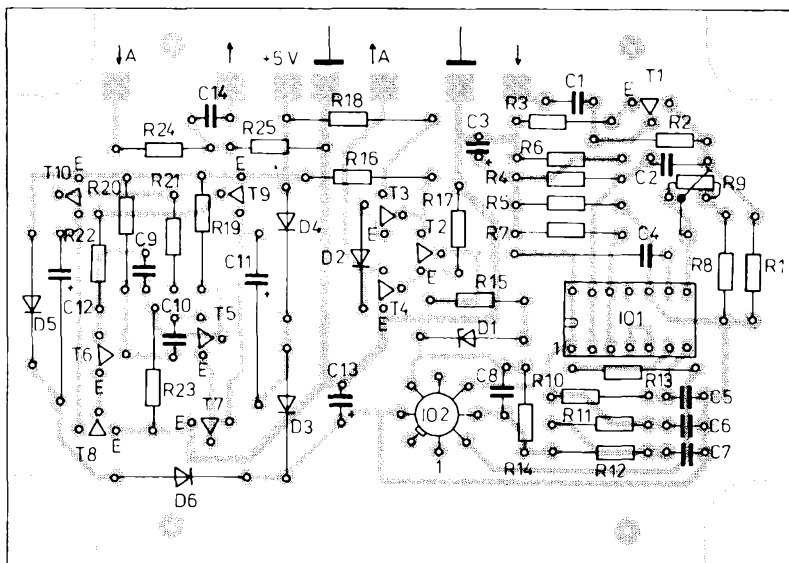 ↓A ↑ +5V ↑A ↓
C14 R18 R3 C1 E T1
R24 R25 C3 + R2
R16 R6 C2
T10 E R20 R21 E T9 T3 R17 R4 R9
R19 D4 E T2 R5
R22 C9 C11 D2 R7 C4
E R15 R8 R1
C12 + C10 + T4 IO1
D5 T5 E D1
T6 E 1
E R23 C13 C8 R10 R13 C5
E T7 D3 + IO2 R11 C6
T8 E C7
1 R14 R12
D6